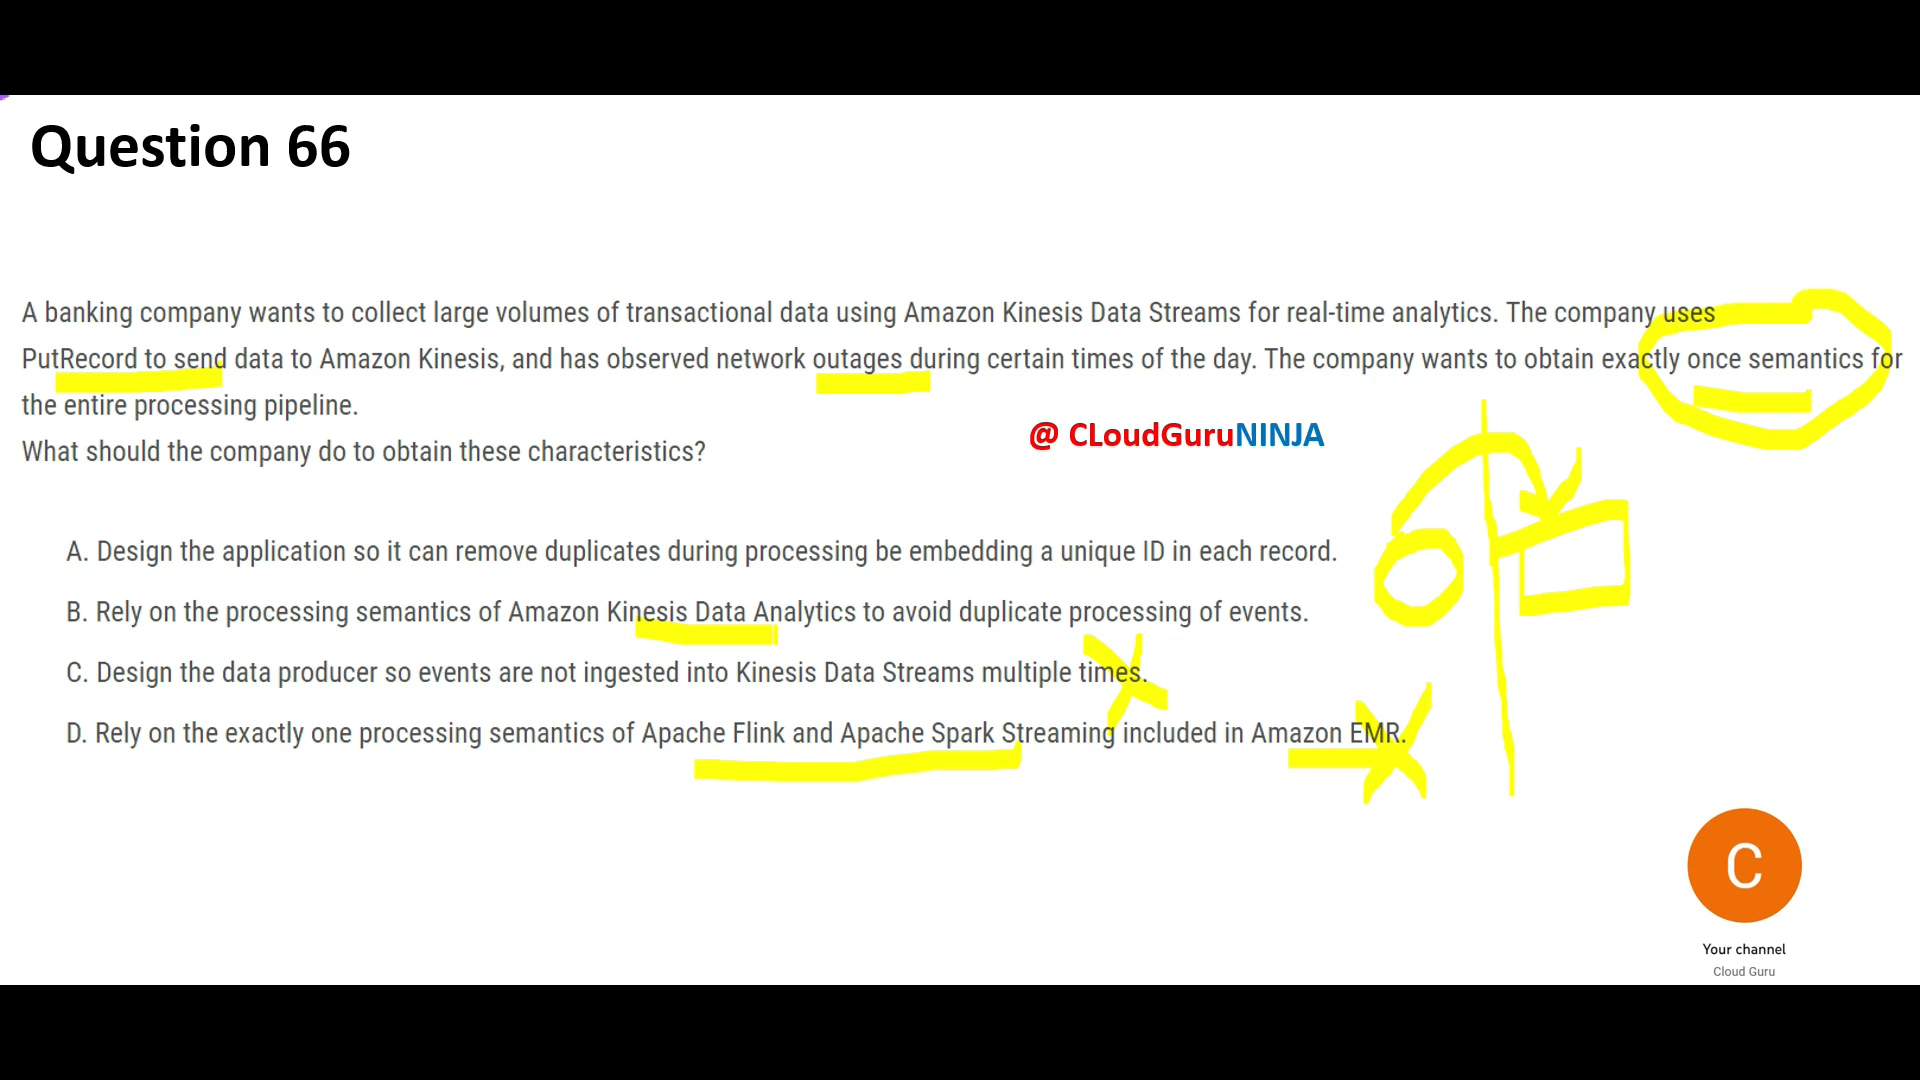 Question 66
A banking company wants to collect large volumes of transactional data using Amazon Kinesis Data Streams for real-time analytics. The company uses
PutRecord to send data to Amazon Kinesis, and has observed network outages during certain times of the day. The company wants to obtain exactly once semantics for
the entire processing pipeline.
What should the company do to obtain these characteristics?
@ CLoudGuruNINJA
A. Design the application so it can remove duplicates during processing be embedding a unique ID in each record.
B. Rely on the processing semantics of Amazon Kinesis Data Analytics to avoid duplicate processing of events.
C. Design the data producer so events are not ingested into Kinesis Data Streams multiple times.
D. Rely on the exactly one processing semantics of Apache Flink and Apache Spark Streaming included in Amazon EMR.
C
Your channel
Cloud Guru